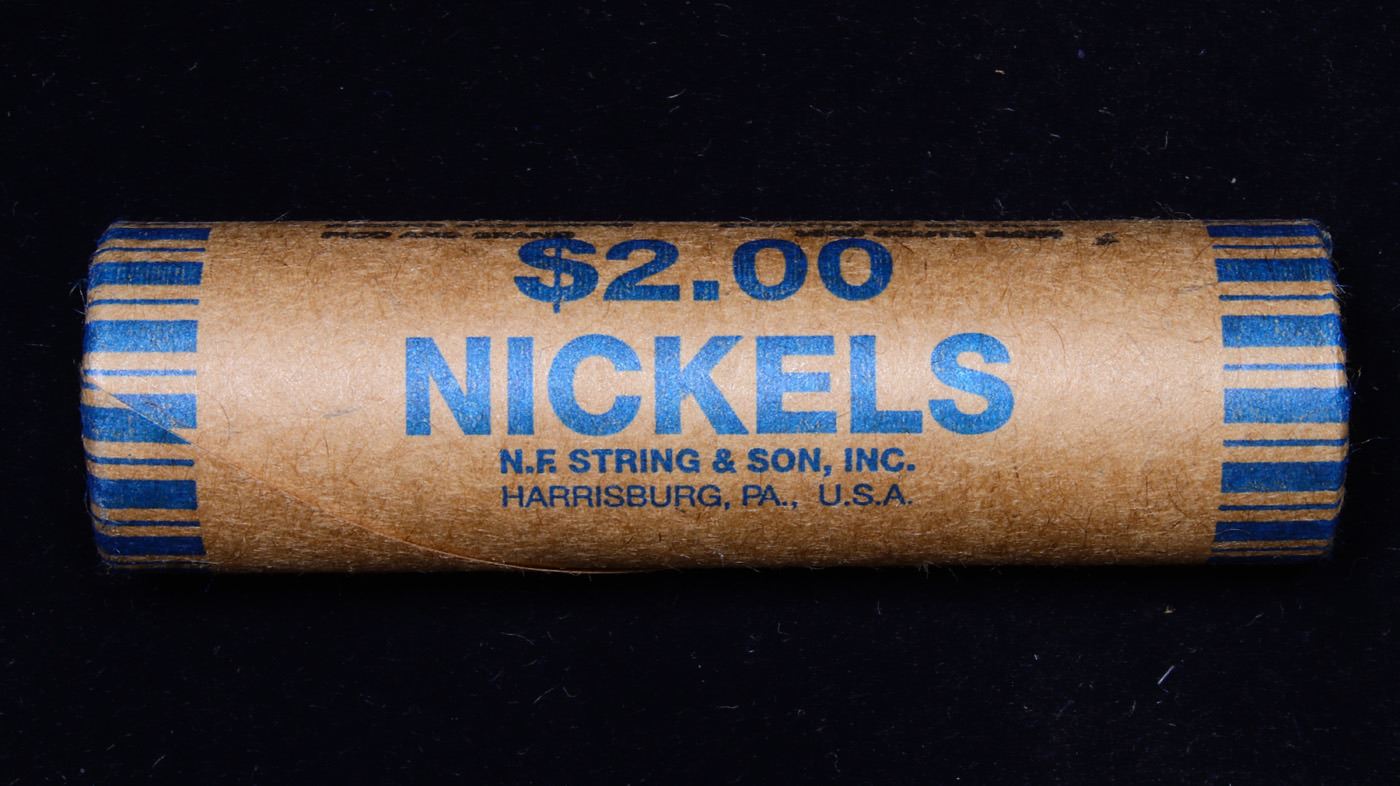 $2.00
NICKELS
N.F. STRING & SON, INC.
HARRISBURG, PA., U.S.A.